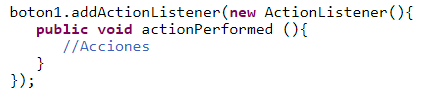 boton1.addActionListener(new ActionListener(){
   public void actionPerformed (){
      //Acciones
   }
});